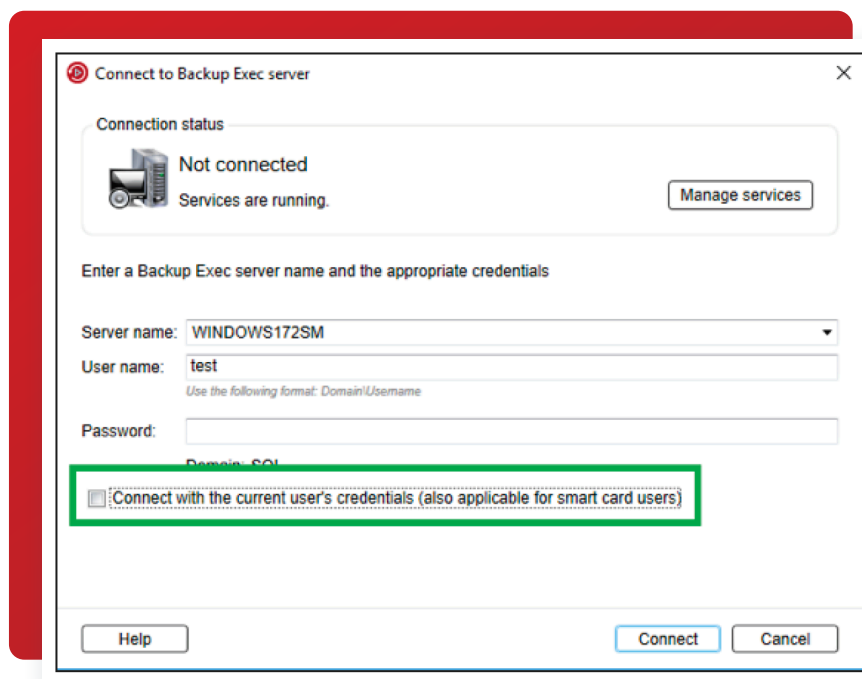 Connect to Backup Exec server
Connection status
Not connected
Services are running.
Manage services
Enter a Backup Exec server name and the appropriate credentials
Server name: WINDOWS172SM
User name: test
Use the following format: Domain\Username
Password:
Domain: SQL
Connect with the current user's credentials (also applicable for smart card users)
Help Connect Cancel